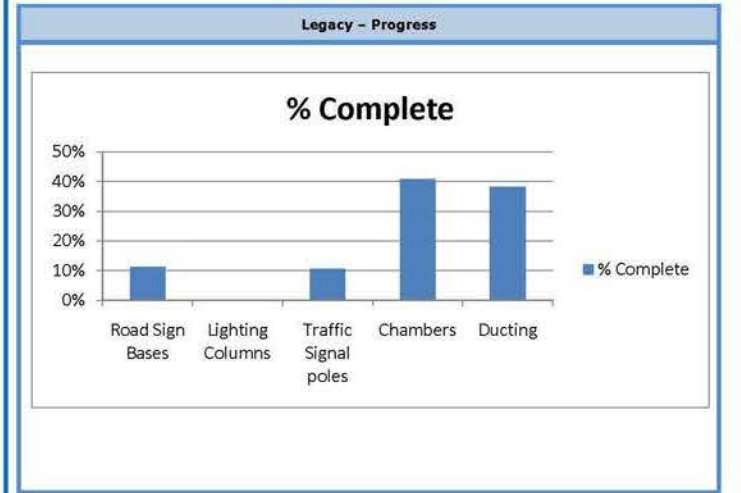 Legacy – Progress
% Complete
50%
40%
30%
20%
10%
0%
Road Sign Bases
Lighting Columns
Traffic Signal poles
Chambers
Ducting
% Complete